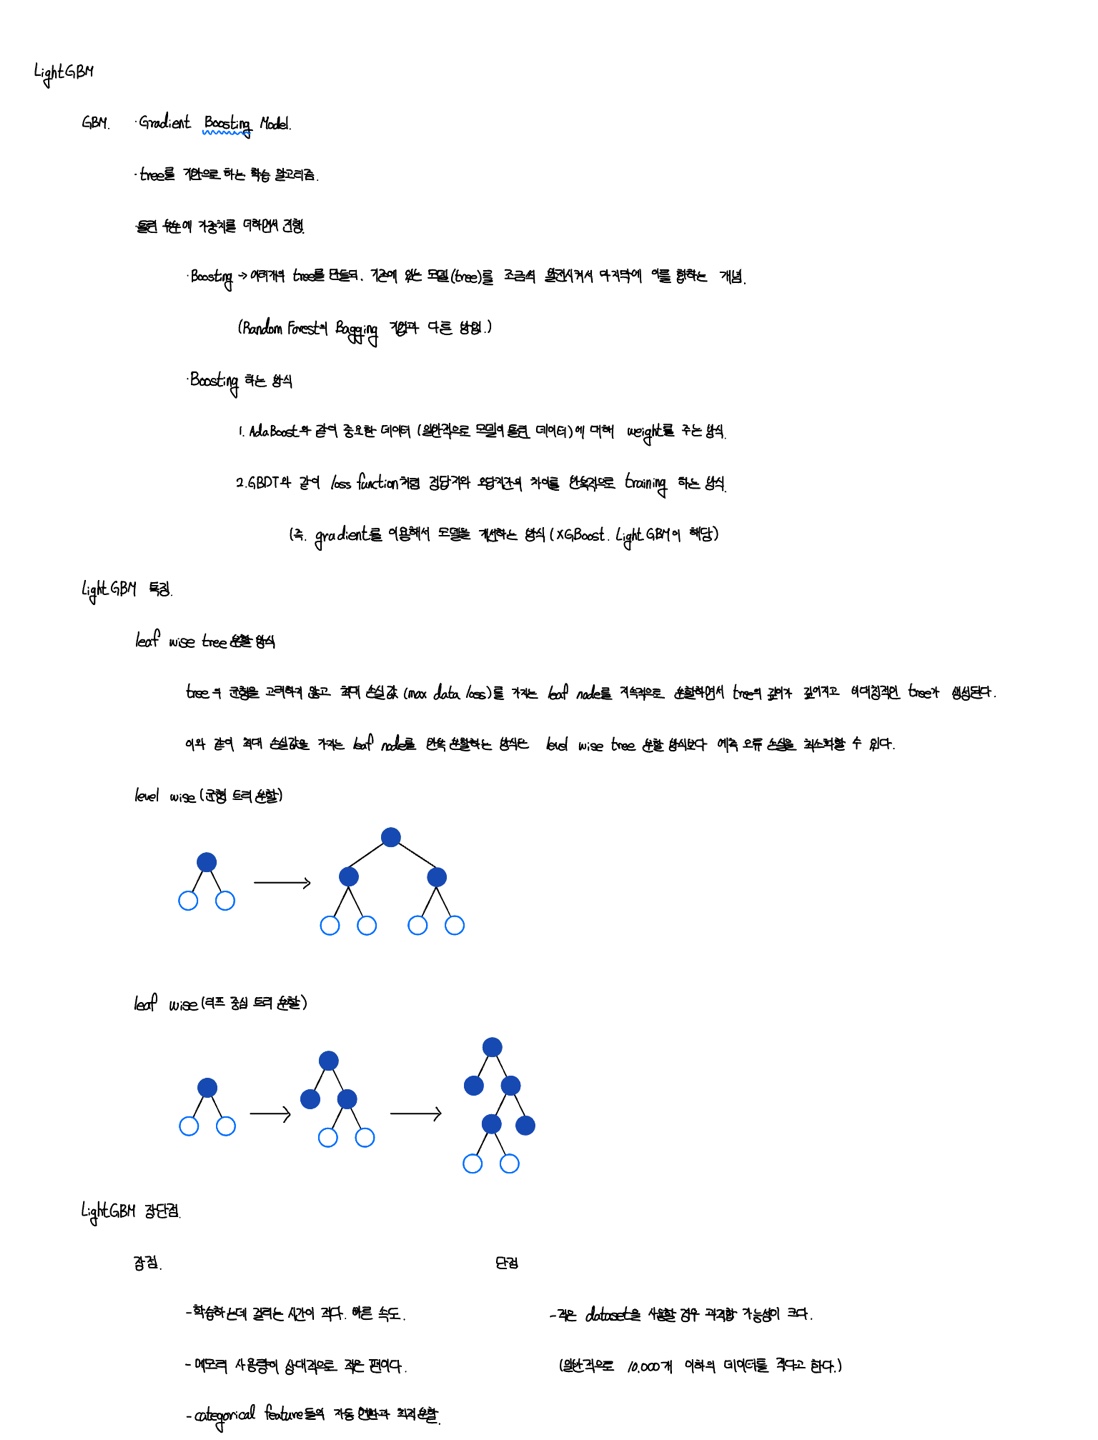 LightGBM
GBM. · Gradient Boosting Model.
· tree를 기반으로 하는 학습 알고리즘.
틀린 부분에 가중치를 더하면서 진행
· Boosting → 여러개의 tree를 만들되, 기존에 있는 모델(tree)를 조금씩 발전시켜서 마지막에 이를 합하는 개념.
(Random Forest의 Bagging 기법과 다른 방법.)
· Boosting 하는 방식
1. AdaBoost와 같이 중요한 데이터 (일반적으로 모델이 틀린 데이터)에 대해 weight를 주는 방식.
2. GBDT와 같이 loss function처럼 정답지와 오답지간의 차이를 반복적으로 training 하는 방식.
(즉, gradient를 이용해서 모델을 개선하는 방식 (XGBoost, LightGBM이 해당)
LightGBM 특징.
leaf wise tree 분할 방식
tree의 균형을 고려하지 않고 최대 손실값 (max data loss)를 가지는 leaf node를 지속적으로 분할하면서 tree의 깊이가 깊어지고 비대칭적인 tree가 생성된다.
이와 같이 최대 손실값을 가지는 leaf node를 반복 분할하는 방식은 level wise tree 분할 방식보다 예측 오류 손실을 최소화할 수 있다.
level wise (균형 트리 분할)
leaf wise (리프 중심 트리 분할)
LightGBM 장단점.
장점. 단점
- 학습하는데 걸리는 시간이 적다. 빠른 속도. - 적은 dataset을 사용할 경우 과적합 가능성이 크다.
- 메모리 사용량이 상대적으로 적은 편이다. (일반적으로 10,000개 이하의 데이터를 적다고 한다.)
- categorical feature들의 자동 변환과 최적 분할.